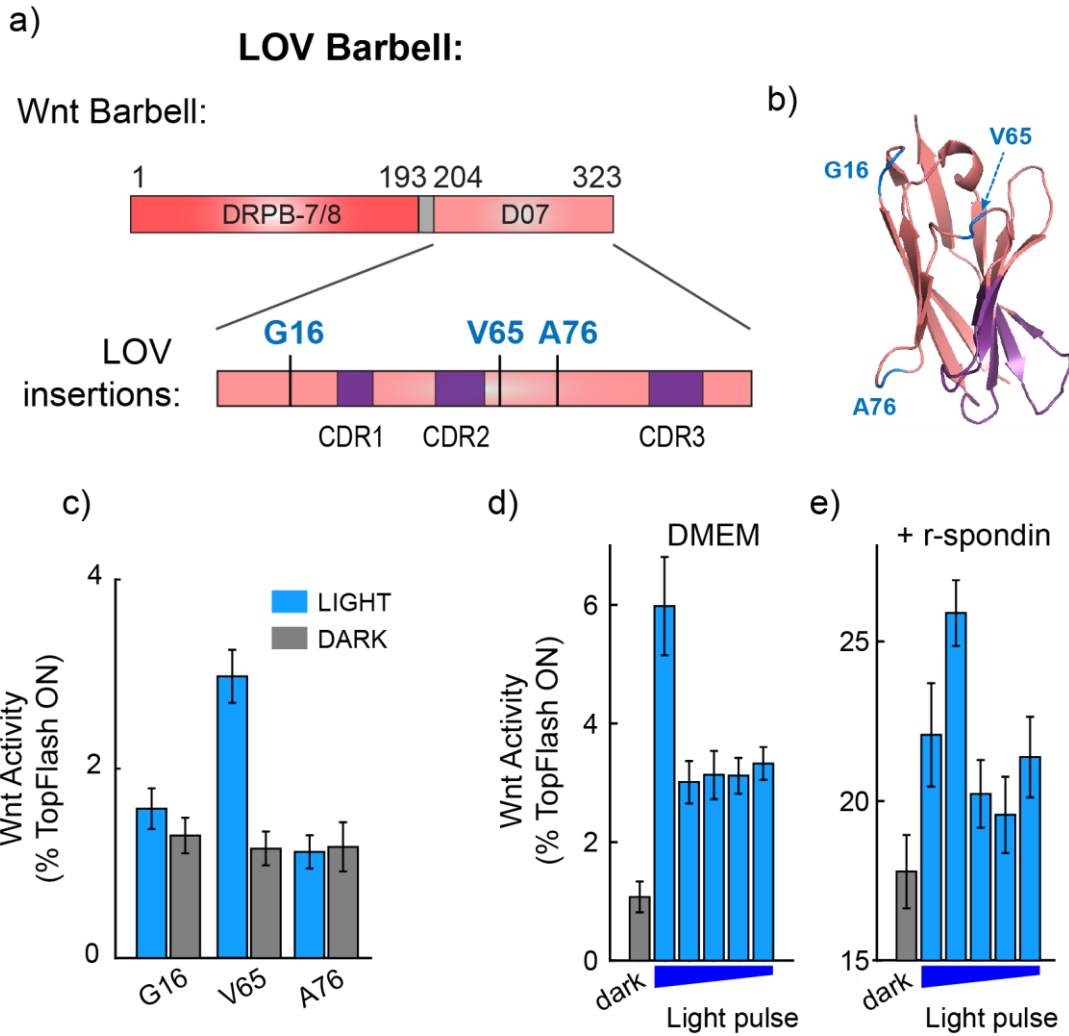 a)
LOV Barbell:
Wnt Barbell:
1 193 204 323
DRPB-7/8 D07
G16 V65 A76
LOV
insertions:
CDR1 CDR2 CDR3
b)
V65
G16
A76
c)
4
2
0
Wnt Activity
(% TopFlash ON)
LIGHT
DARK
G16 V65 A76
d)
DMEM
6
4
2
0
Wnt Activity
(% TopFlash ON)
dark
Light pulse
e)
+ r-spondin
25
20
15
dark
Light pulse